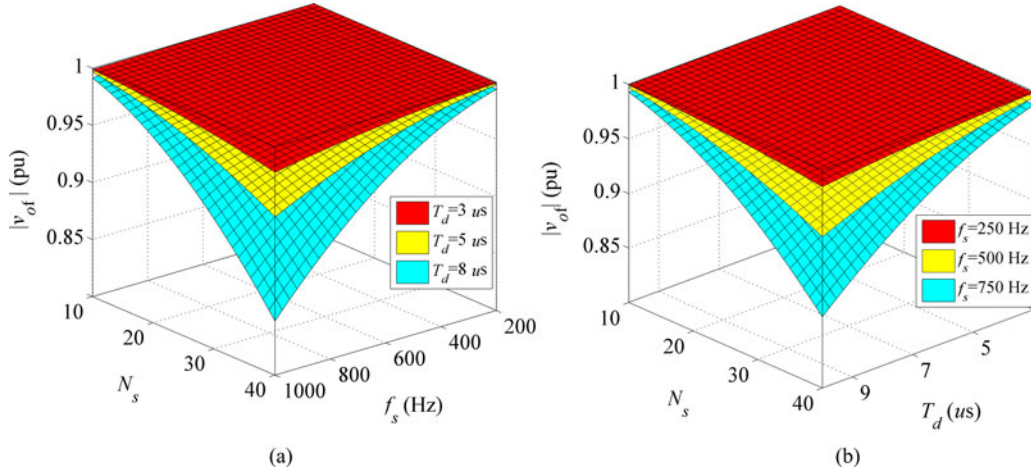 1
0.95
0.9
0.85
|v_of| (pu)
10
20
30
40
N_s
1000
800
600
400
200
f_s (Hz)
T_d=3 us
T_d=5 us
T_d=8 us
(a)
1
0.95
0.9
0.85
|v_of| (pu)
10
20
30
40
N_s
9
7
5
T_d (us)
f_s=250 Hz
f_s=500 Hz
f_s=750 Hz
(b)